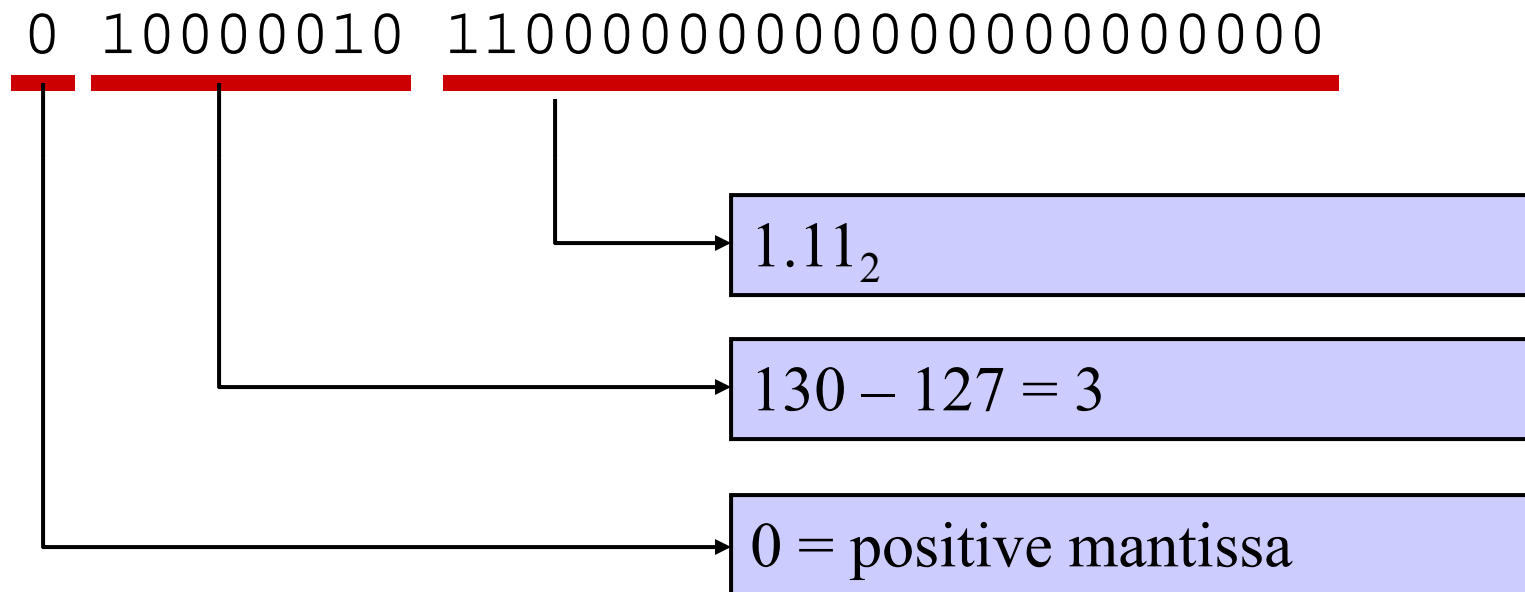 0 10000010 11000000000000000000000
1.11₂
130 – 127 = 3
0 = positive mantissa